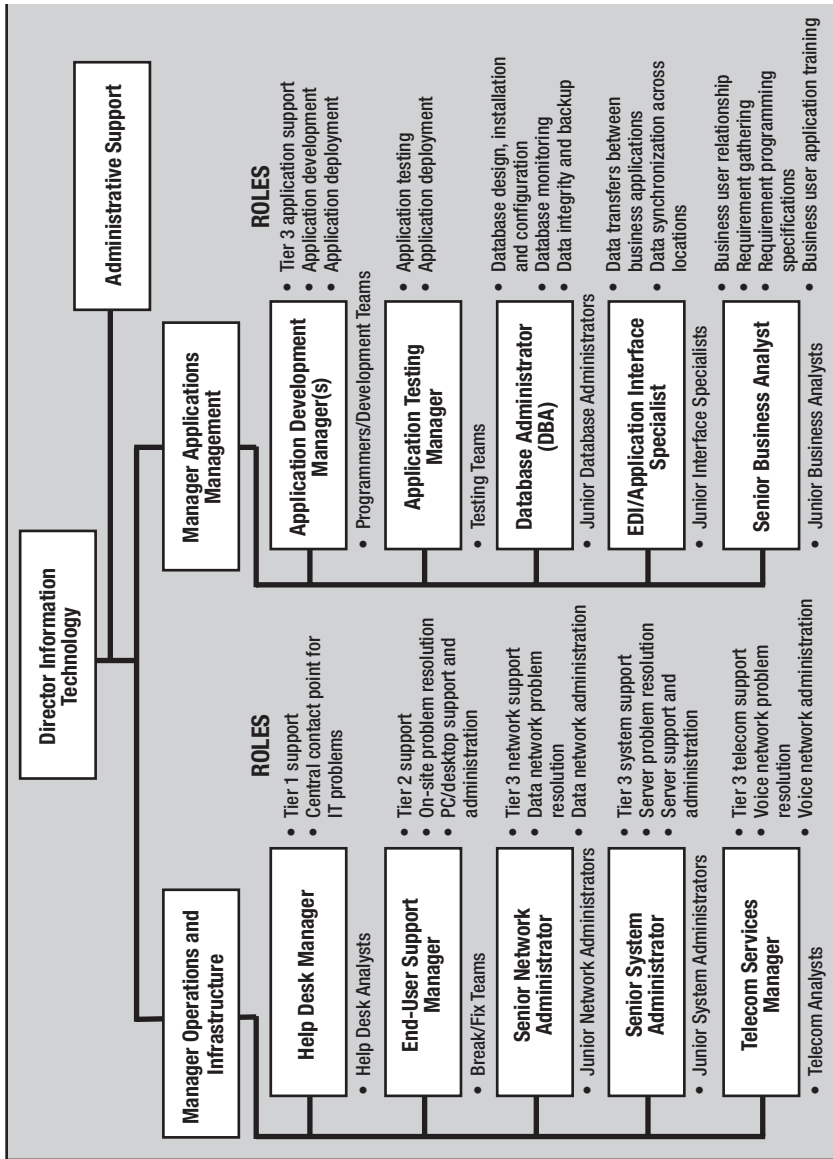 Director Information
Technology
Administrative Support
Manager Operations and
Infrastructure
ROLES
Help Desk Manager
• Help Desk Analysts
• Tier 1 support
• Central contact point for
IT problems
End-User Support
Manager
• Break/Fix Teams
• Tier 2 support
• On-site problem resolution
• PC/desktop support and
administration
Senior Network
Administrator
• Junior Network Administrators
• Tier 3 network support
• Data network problem
resolution
• Data network administration
Senior System
Administrator
• Junior System Administrators
• Tier 3 system support
• Server problem resolution
• Server support and
administration
Telecom Services
Manager
• Telecom Analysts
• Tier 3 telecom support
• Voice network problem
resolution
• Voice network administration
Manager Applications
Management
ROLES
Application Development
Manager(s)
• Programmers/Development Teams
• Tier 3 application support
• Application development
• Application deployment
Application Testing
Manager
• Testing Teams
• Application testing
• Application deployment
Database Administrator
(DBA)
• Junior Database Administrators
• Database design, installation
and configuration
• Database monitoring
• Data integrity and backup
EDI/Application Interface
Specialist
• Junior Interface Specialists
• Data transfers between
business applications
• Data synchronization across
locations
Senior Business Analyst
• Junior Business Analysts
• Business user relationship
• Requirement gathering
• Requirement programming
specifications
• Business user application training